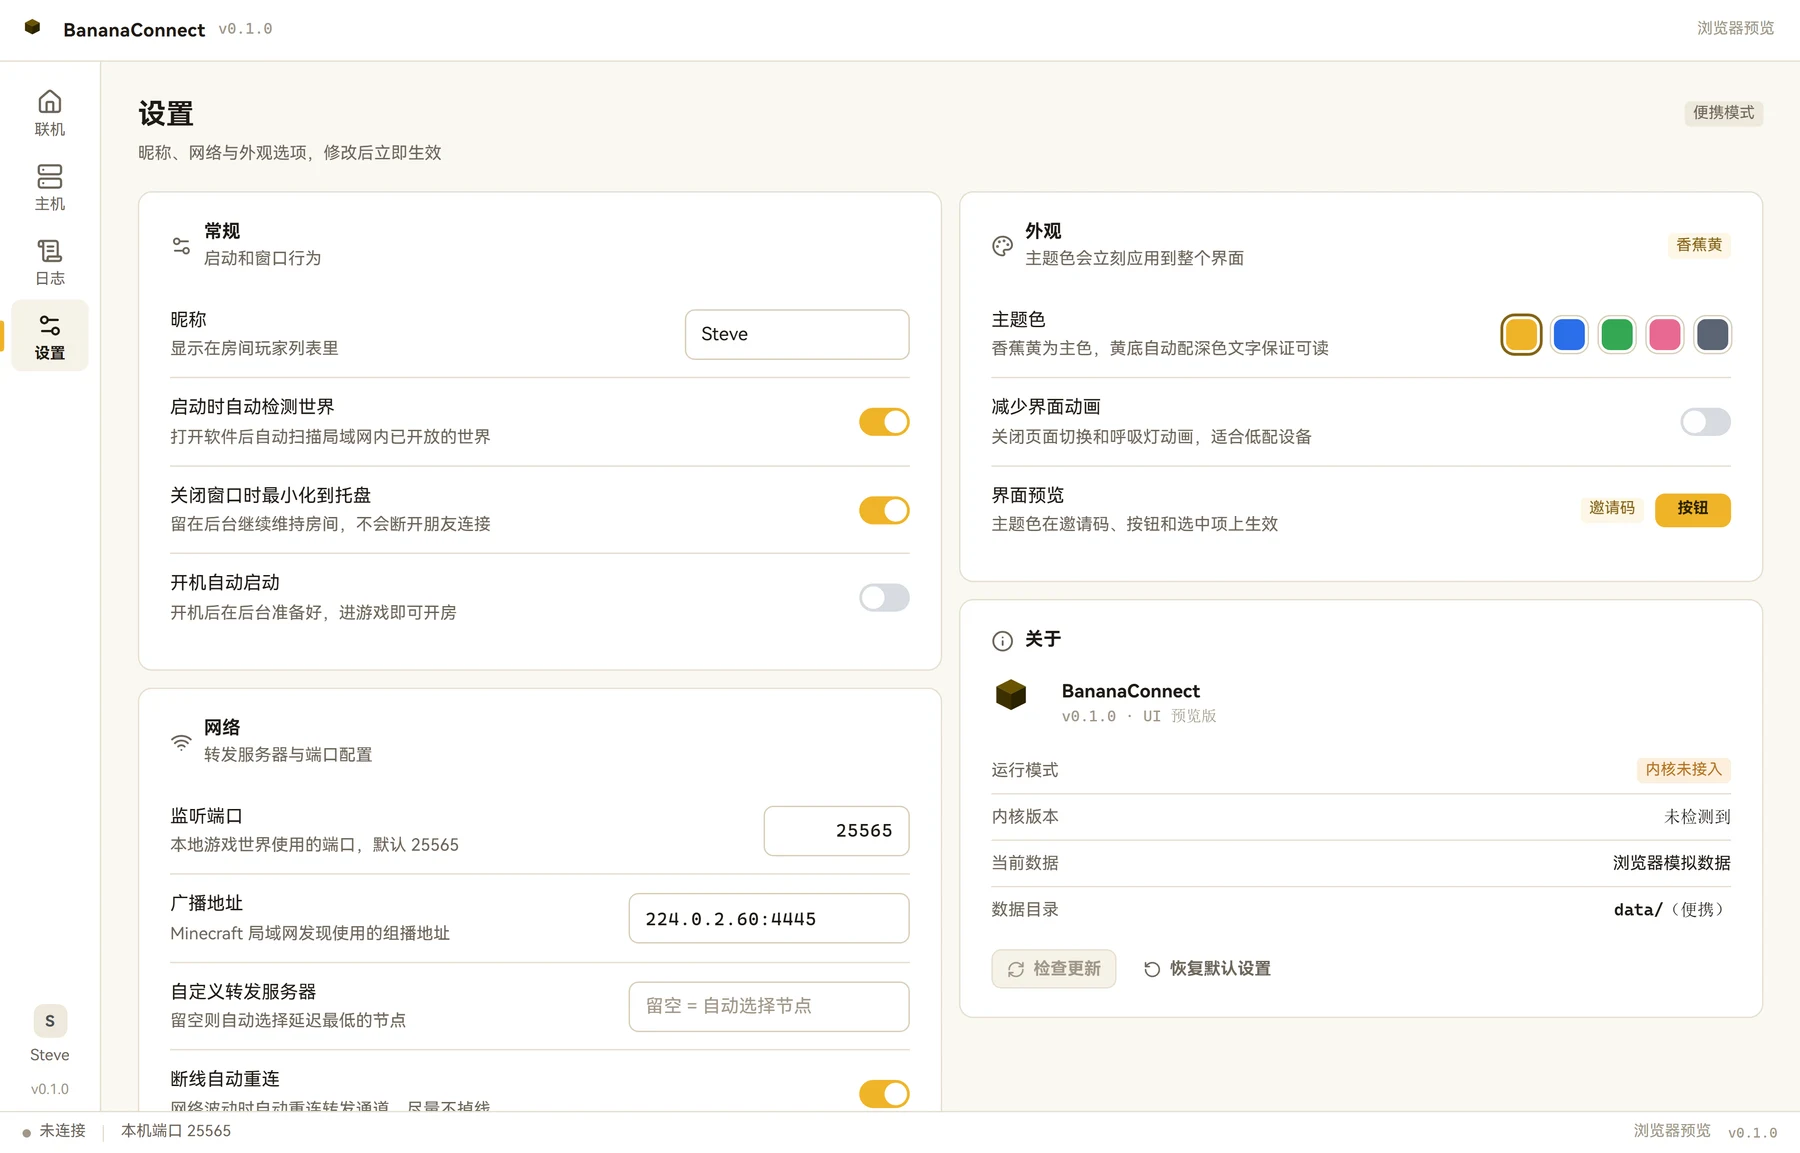 BananaConnect v0.1.0
浏览器预览
联机
主机
日志
设置
S
Steve
v0.1.0
设置
昵称、网络与外观选项，修改后立即生效
便携模式
常规
启动和窗口行为
昵称
显示在房间玩家列表里
Steve
启动时自动检测世界
打开软件后自动扫描局域网内已开放的世界
关闭窗口时最小化到托盘
留在后台继续维持房间，不会断开朋友连接
开机自动启动
开机后在后台准备好，进游戏即可开房
网络
转发服务器与端口配置
监听端口
本地游戏世界使用的端口，默认 25565
25565
广播地址
Minecraft 局域网发现使用的组播地址
224.0.2.60:4445
自定义转发服务器
留空则自动选择延迟最低的节点
留空 = 自动选择节点
断线自动重连
网络波动时自动重连转发通道，尽量不掉线
外观
主题色会立刻应用到整个界面
香蕉黄
主题色
香蕉黄为主色，黄底自动配深色文字保证可读
减少界面动画
关闭页面切换和呼吸灯动画，适合低配设备
界面预览
主题色在邀请码、按钮和选中项上生效
邀请码
按钮
关于
BananaConnect
v0.1.0 · UI 预览版
运行模式
内核未接入
内核版本
未检测到
当前数据
浏览器模拟数据
数据目录
data/（便携）
检查更新
恢复默认设置
未连接
本机端口 25565
浏览器预览
v0.1.0